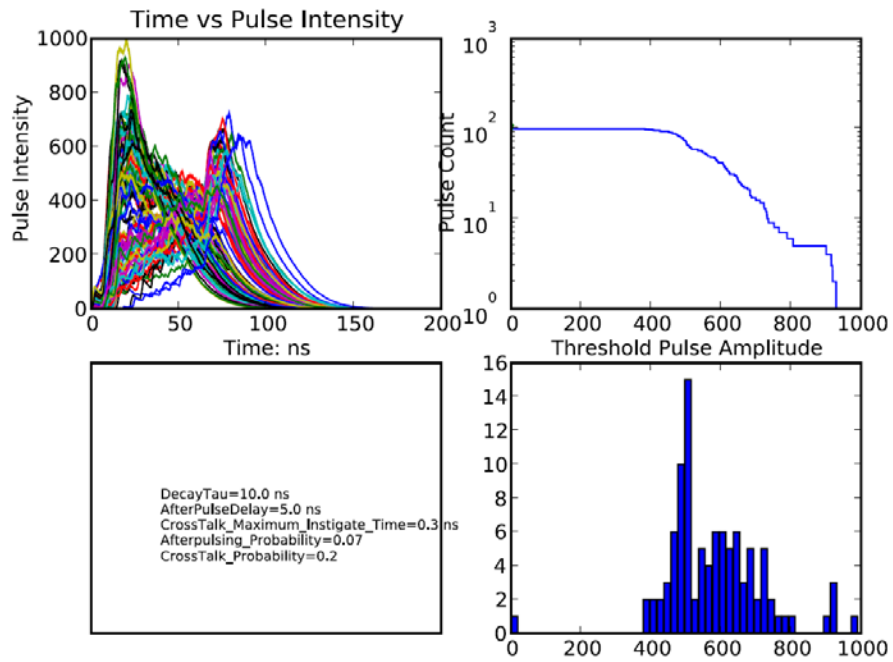 Time vs Pulse Intensity
1000
800
600
400
200
0
Pulse Intensity
0 50 100 150 200
Time: ns
10^3
10^2
10^1
10^0
Pulse Count
0 200 400 600 800 1000
Threshold Pulse Amplitude
DecayTau=10.0 ns
AfterPulseDelay=5.0 ns
CrossTalk_Maximum_Instigate_Time=0.3 ns
Afterpulsing_Probability=0.07
CrossTalk_Probability=0.2
16
14
12
10
8
6
4
2
0
0 200 400 600 800 1000